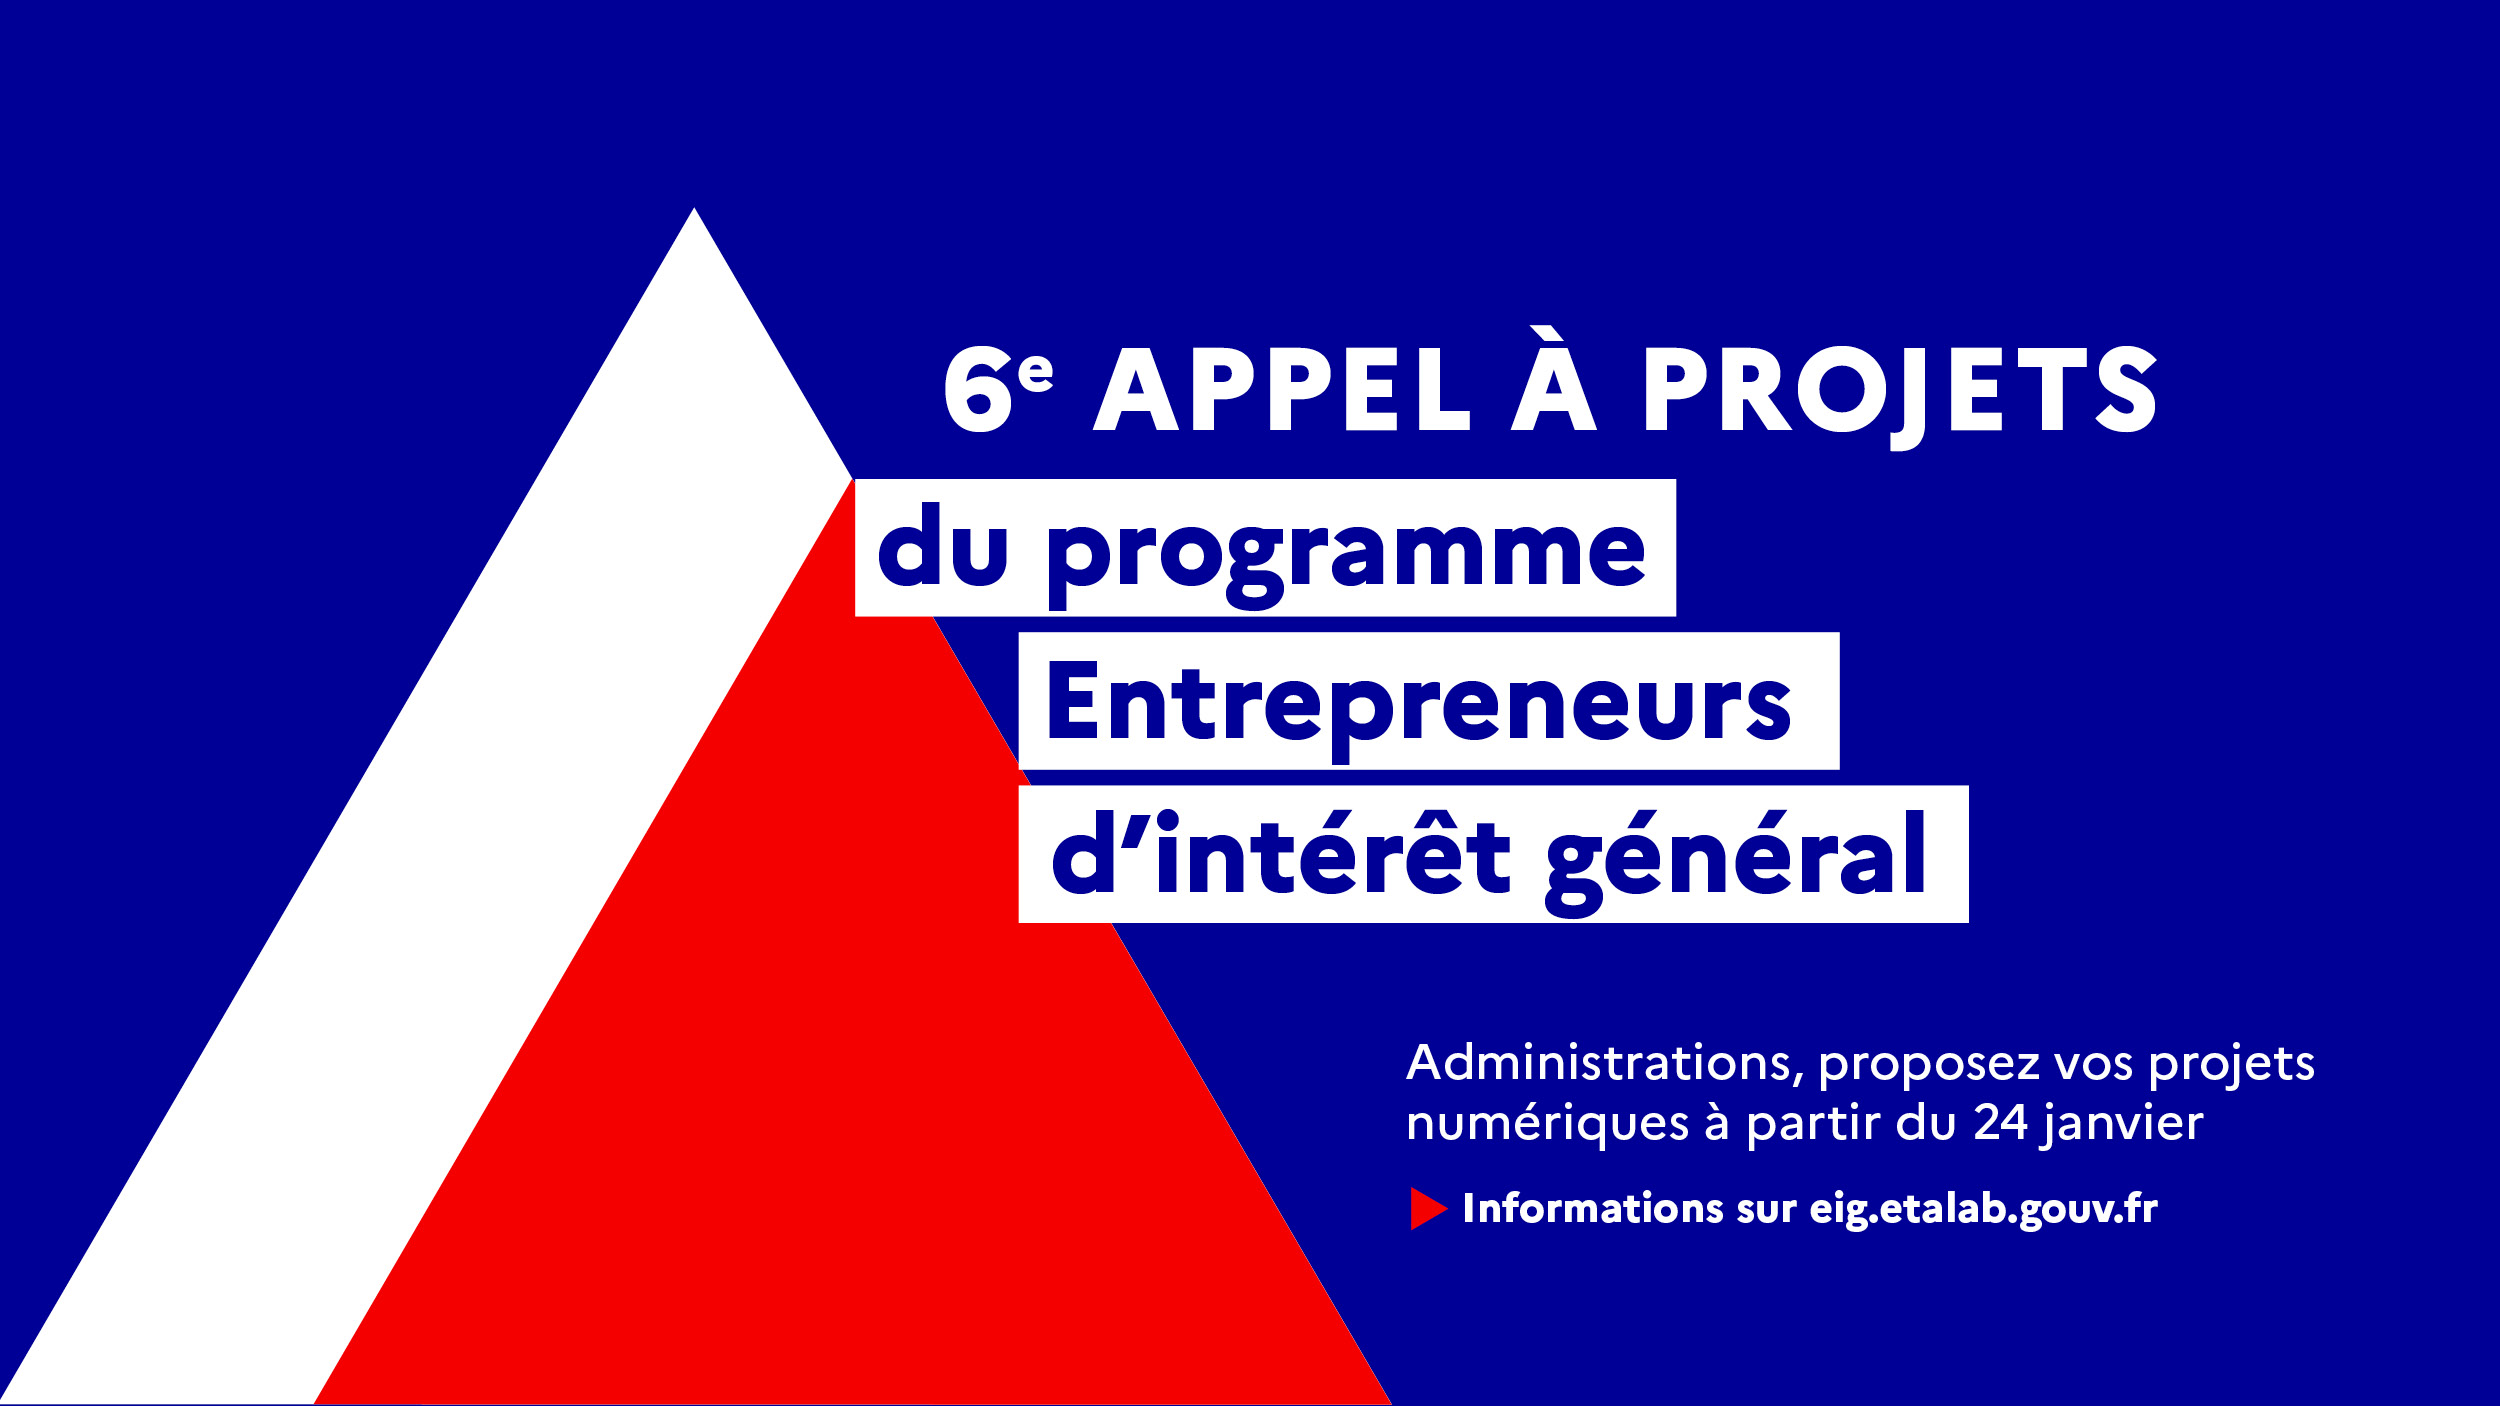 6e APPEL À PROJETS
du programme
Entrepreneurs
d’intérêt général
Administrations, proposez vos projets
numériques à partir du 24 janvier
Informations sur eig.etalab.gouv.fr